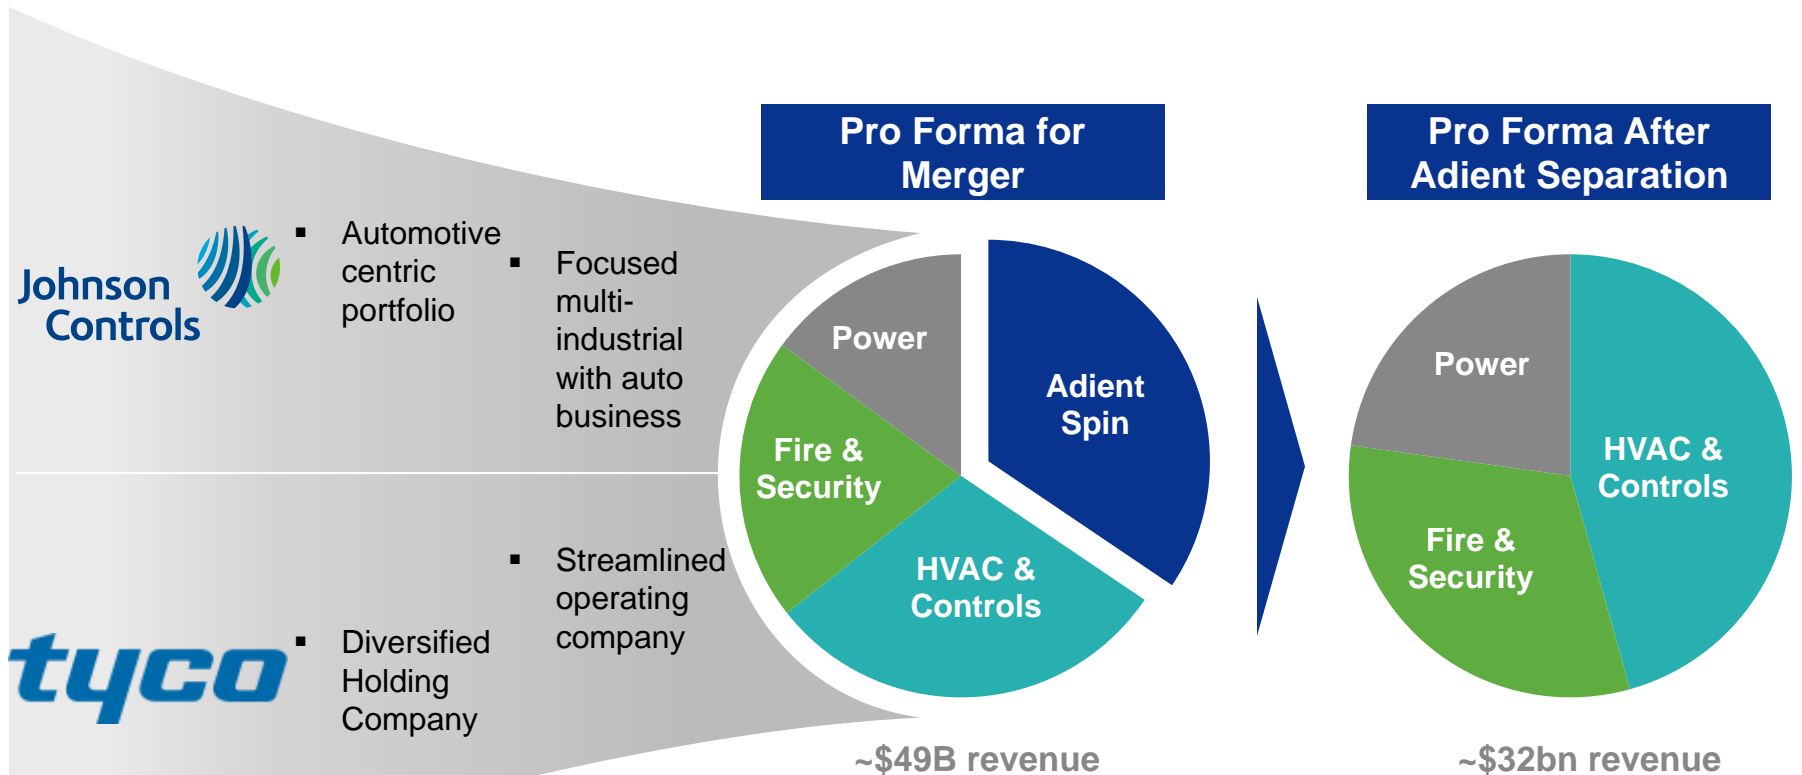 Pro Forma for
Merger
Pro Forma After
Adient Separation
Johnson
Controls
▪ Automotive
centric
portfolio
▪ Focused
multi-
industrial
with auto
business
tyco
▪ Diversified
Holding
Company
▪ Streamlined
operating
company
Power
Adient
Spin
Fire &
Security
HVAC &
Controls
~$49B revenue
Power
HVAC &
Controls
Fire &
Security
~$32bn revenue